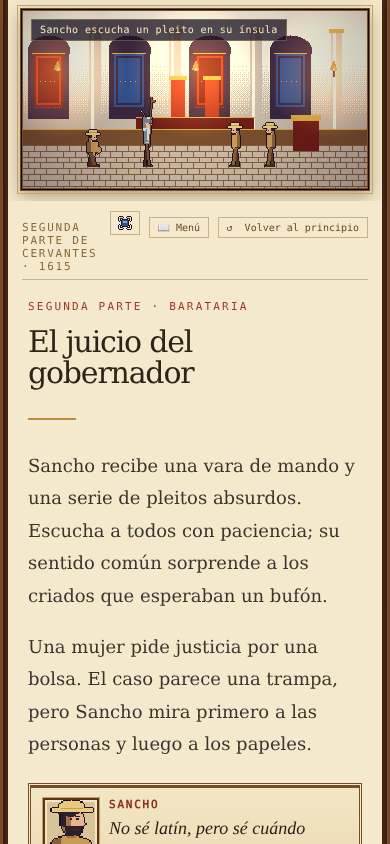 Sancho escucha un pleito en su ínsula
SEGUNDA
PARTE DE
CERVANTES
· 1615
📖 Menú
↺ Volver al principio
SEGUNDA PARTE · BARATARIA
El juicio del
gobernador
Sancho recibe una vara de mando y
una serie de pleitos absurdos.
Escucha a todos con paciencia; su
sentido común sorprende a los
criados que esperaban un bufón.
Una mujer pide justicia por una
bolsa. El caso parece una trampa,
pero Sancho mira primero a las
personas y luego a los papeles.
SANCHO
No sé latín, pero sé cuándo